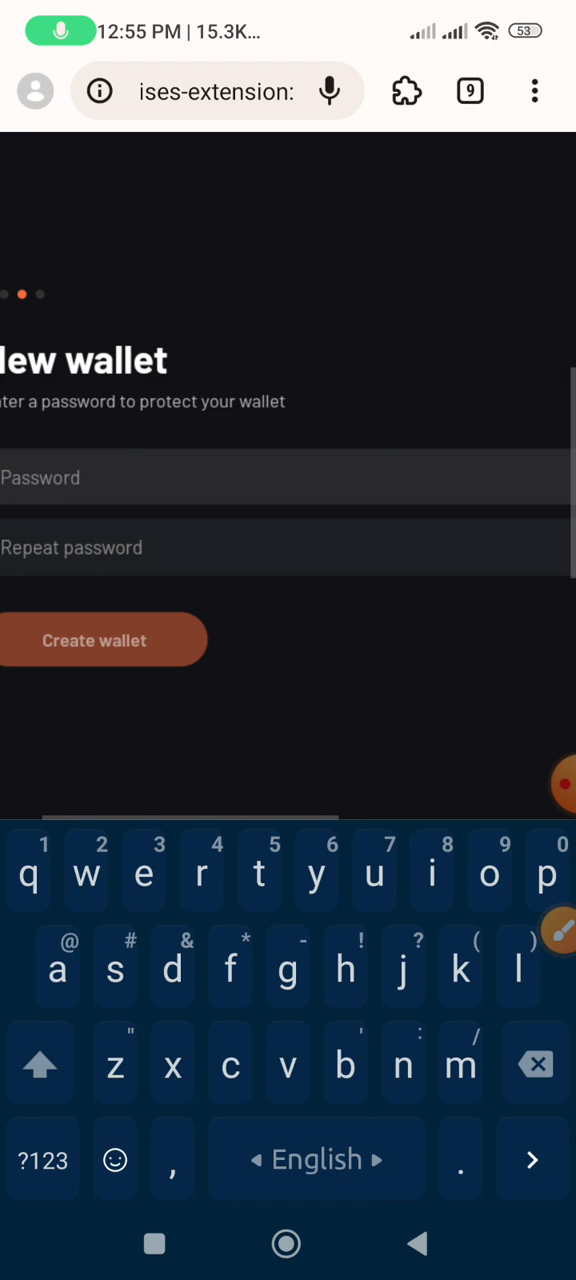 12:55 PM | 15.3K...
53
ises-extension:
9
lew wallet
ter a password to protect your wallet
Password
Repeat password
Create wallet
1 2 3 4 5 6 7 8 9 0
q w e r t y u i o p
@ # & * - ! ? ( )
a s d f g h j k l
" ' : /
z x c v b n m
?123 , English .